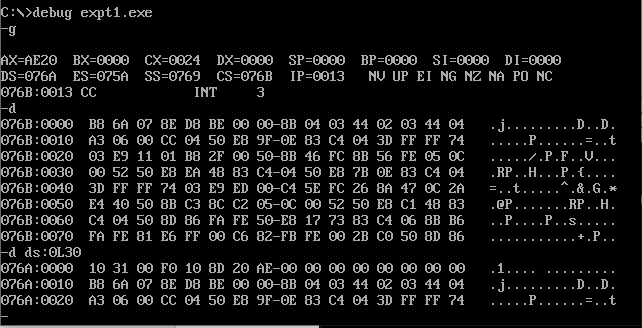 C:\>debug expt1.exe
-g
AX=AE20  BX=0000  CX=0024  DX=0000  SP=0000  BP=0000  SI=0000  DI=0000
DS=076A  ES=075A  SS=0769  CS=076B  IP=0013   NV UP EI NG NZ NA PO NC
076B:0013 CC            INT     3
-d
076B:0000  B8 6A 07 8E D8 BE 00 00-8B 04 03 44 02 03 44 04   .j.........D..D.
076B:0010  A3 06 00 CC 04 50 E8 9F-0E 83 C4 04 3D FF FF 74   .....P......=..t
076B:0020  03 E9 11 01 B8 2F 00 50-8B 46 FC 8B 56 FE 05 0C   ...../.P.F..V...
076B:0030  00 52 50 E8 EA 48 83 C4-04 50 E8 7B 0E 83 C4 04   .RP..H...P.{....
076B:0040  3D FF FF 74 03 E9 ED 00-C4 5E FC 26 8A 47 0C 2A   =..t.....^.&.G.*
076B:0050  E4 40 50 8B C3 8C C2 05-0C 00 52 50 E8 C1 48 83   .@P.......RP..H.
076B:0060  C4 04 50 8D 86 FA FE 50-E8 17 73 83 C4 06 8B B6   ..P....P..s.....
076B:0070  FA FE 81 E6 FF 00 C6 82-FB FE 00 2B C0 50 8D 86   ...........+.P..
-d ds:0L30
076A:0000  10 31 00 F0 10 8D 20 AE-00 00 00 00 00 00 00 00   .1.... .........
076A:0010  B8 6A 07 8E D8 BE 00 00-8B 04 03 44 02 03 44 04   .j.........D..D.
076A:0020  A3 06 00 CC 04 50 E8 9F-0E 83 C4 04 3D FF FF 74   .....P......=..t
-